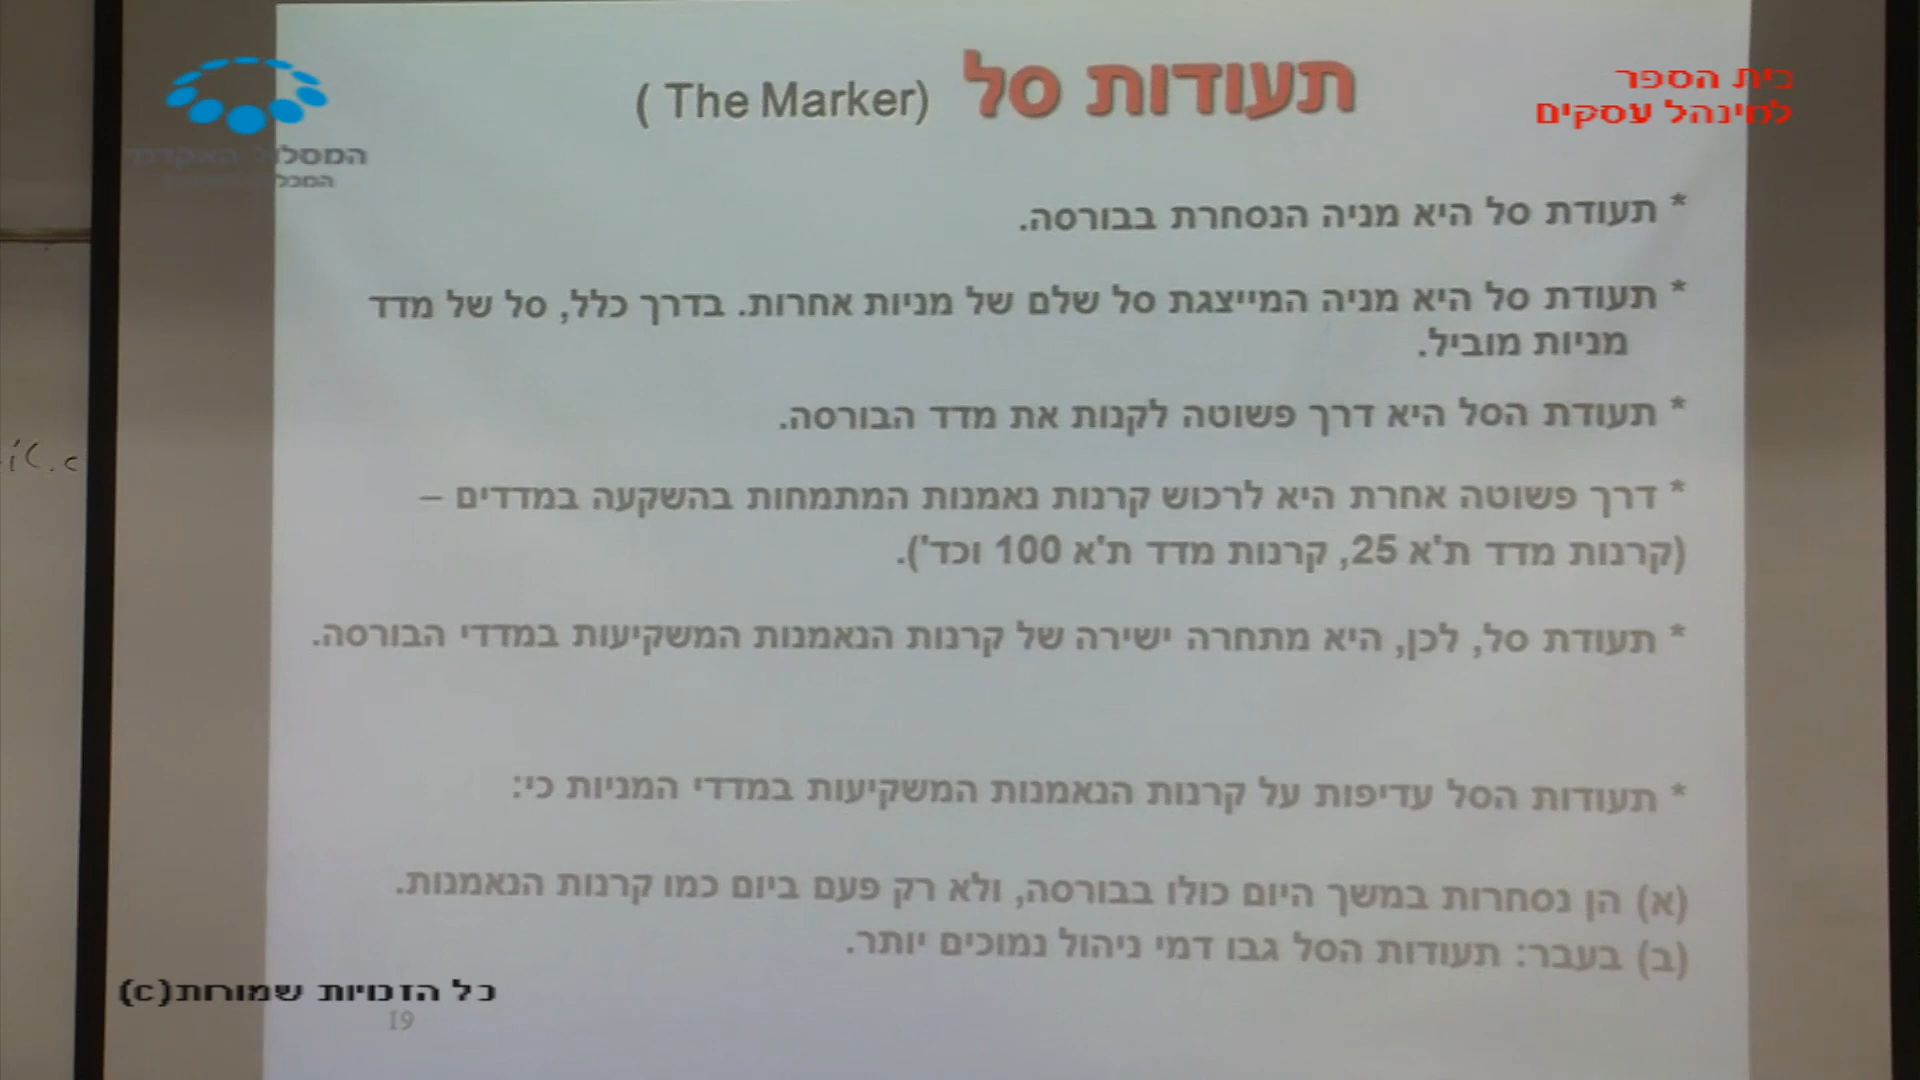 תעודות סל (The Marker )
בית הספר
למינהל עסקים
המסלול האקדמי
* תעודת סל היא מניה הנסחרת בבורסה.
* תעודת סל היא מניה המייצגת סל שלם של מניות אחרות. בדרך כלל, סל של מדד
מניות מוביל.
* תעודת הסל היא דרך פשוטה לקנות את מדד הבורסה.
* דרך פשוטה אחרת היא לרכוש קרנות נאמנות המתמחות בהשקעה במדדים –
(קרנות מדד ת'א 25, קרנות מדד ת'א 100 וכד').
* תעודת סל, לכן, היא מתחרה ישירה של קרנות הנאמנות המשקיעות במדדי הבורסה.
* תעודות הסל עדיפות על קרנות הנאמנות המשקיעות במדדי המניות כי:
(א) הן נסחרות במשך היום כולו בבורסה, ולא רק פעם ביום כמו קרנות הנאמנות.
(ב) בעבר: תעודות הסל גבו דמי ניהול נמוכים יותר.
כל הזכויות שמורות(c)
19